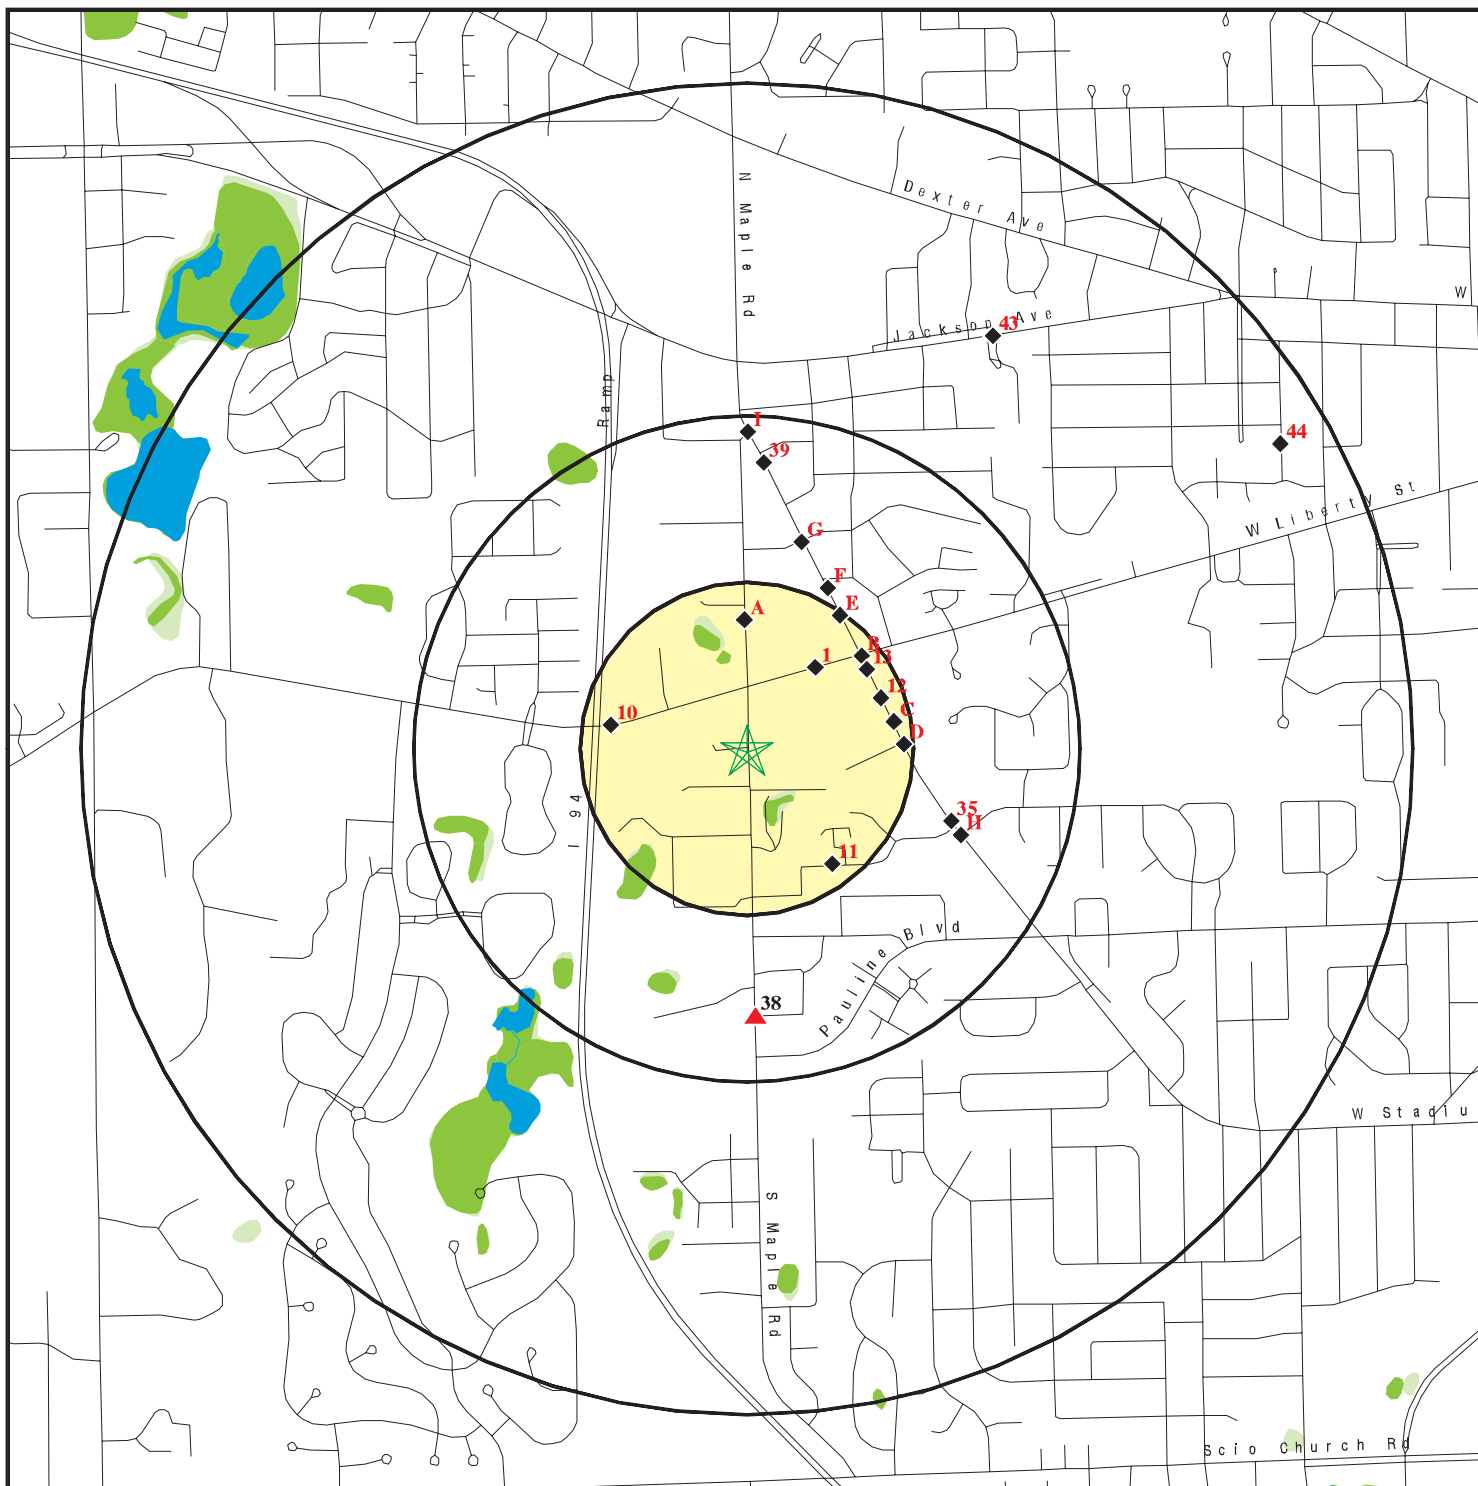 Dexter Ave
N Maple Rd
W
Jackson Ave
43
Ramp
I
39
44
W Liberty St
G
F
E
A
B
1
13
12
C
10
D
I 94
35
H
11
Pauline Blvd
38
W Stadiu
S Maple Rd
Scio Church Rd